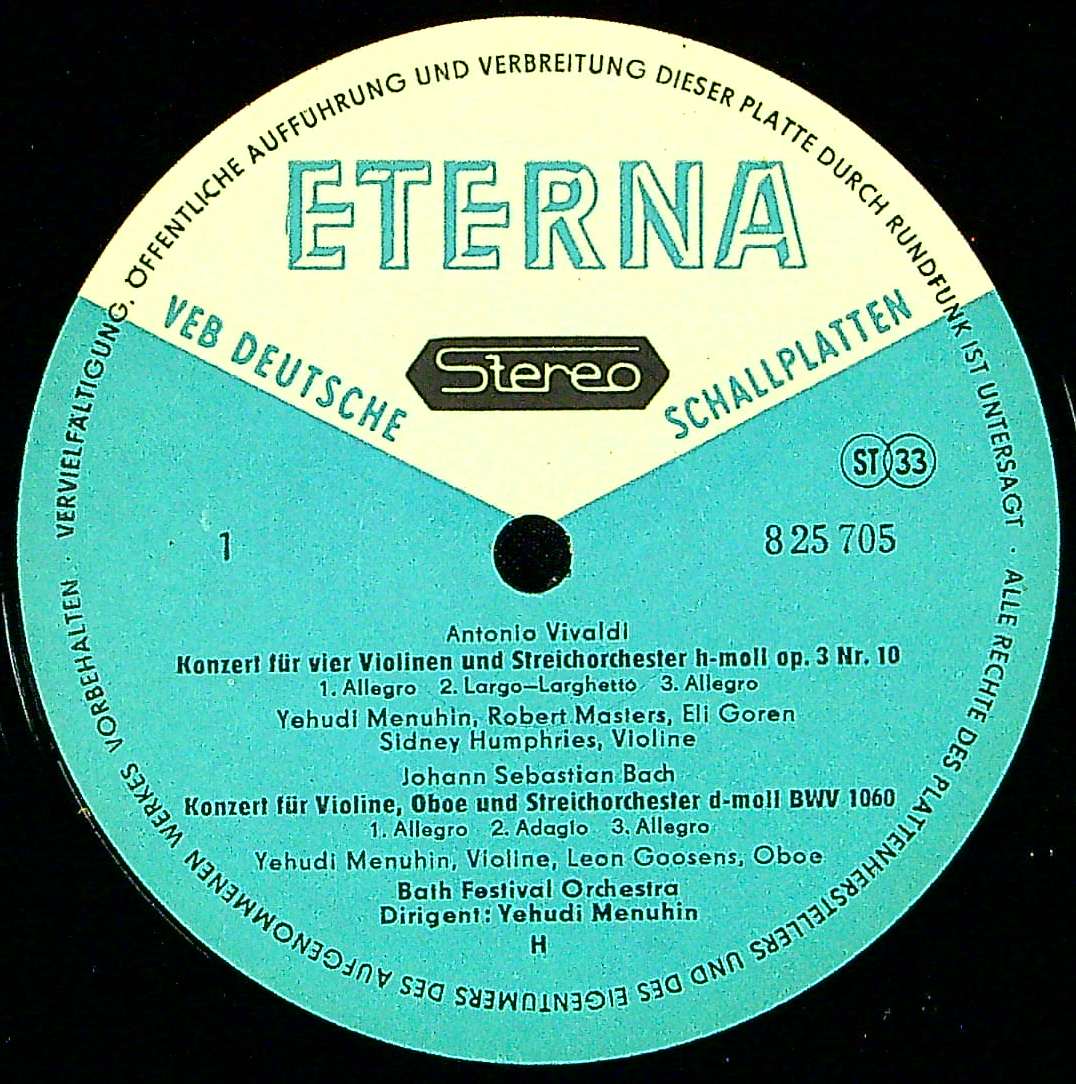 VERVIELFÄLTIGUNG, ÖFFENTLICHE AUFFÜHRUNG UND VERBREITUNG DIESER PLATTE DURCH RUNDFUNK IST UNTERSAGT · ALLE RECHTE DES PLATTENHERSTELLERS UND DES EIGENTÜMERS DES AUFGENOMMENEN WERKES VORBEHALTEN ·
ETERNA
VEB DEUTSCHE SCHALLPLATTEN
Stereo
ST 33
1
8 25 705
Antonio Vivaldi
Konzert für vier Violinen und Streichorchester h-moll op. 3 Nr. 10
1. Allegro 2. Largo–Larghetto 3. Allegro
Yehudi Menuhin, Robert Masters, Eli Goren
Sidney Humphries, Violine
Johann Sebastian Bach
Konzert für Violine, Oboe und Streichorchester d-moll BWV 1060
1. Allegro 2. Adagio 3. Allegro
Yehudi Menuhin, Violine, Leon Goosens, Oboe
Bath Festival Orchestra
Dirigent: Yehudi Menuhin
H